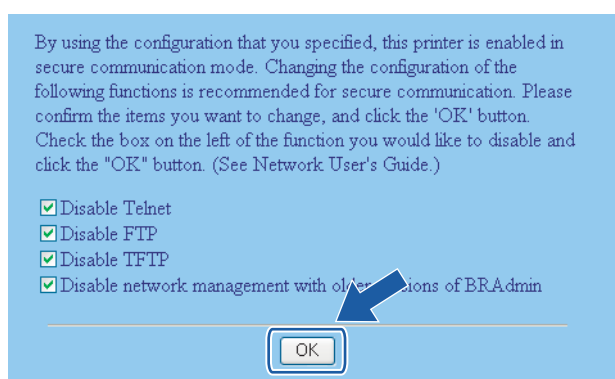 By using the configuration that you specified, this printer is enabled in
secure communication mode. Changing the configuration of the
following functions is recommended for secure communication. Please
confirm the items you want to change, and click the 'OK' button.
Check the box on the left of the function you would like to disable and
click the "OK" button. (See Network User's Guide.)
Disable Telnet
Disable FTP
Disable TFTP
Disable network management with older versions of BRAdmin
OK